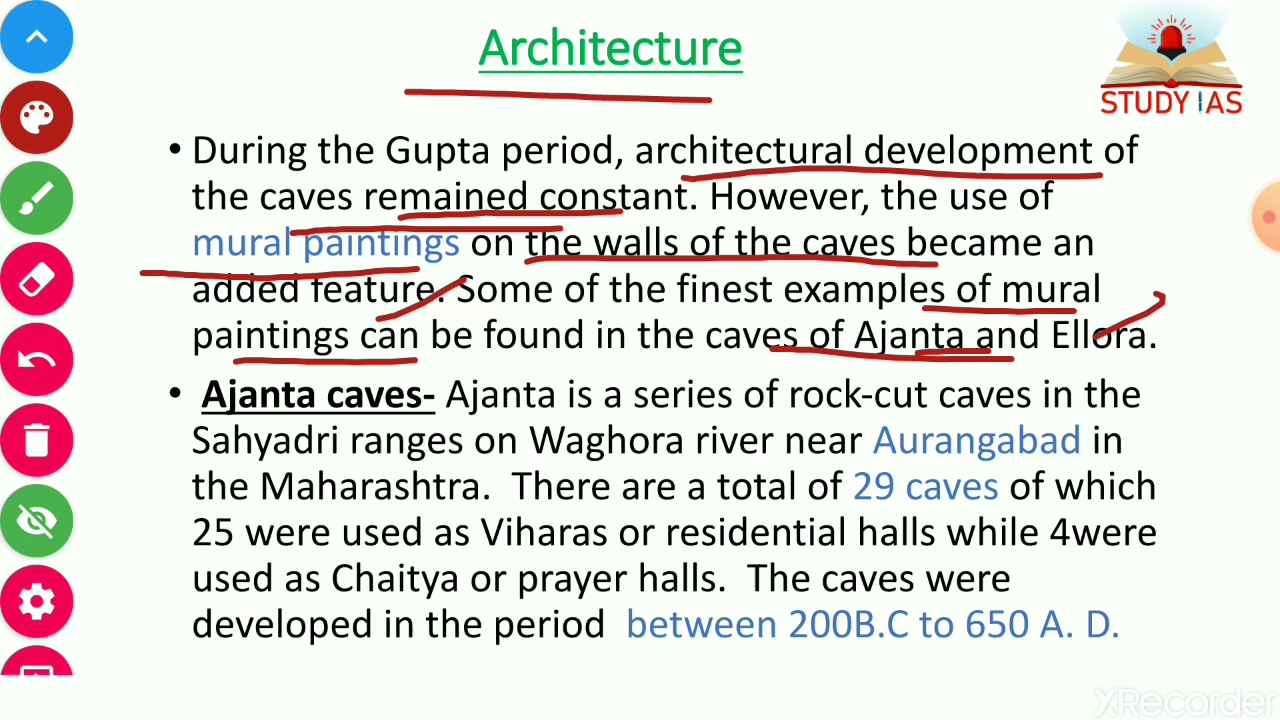 Architecture
STUDY IAS
• During the Gupta period, architectural development of
the caves remained constant. However, the use of
mural paintings on the walls of the caves became an
added feature. Some of the finest examples of mural
paintings can be found in the caves of Ajanta and Ellora.
• Ajanta caves- Ajanta is a series of rock-cut caves in the
Sahyadri ranges on Waghora river near Aurangabad in
the Maharashtra. There are a total of 29 caves of which
25 were used as Viharas or residential halls while 4were
used as Chaitya or prayer halls. The caves were
developed in the period between 200B.C to 650 A. D.
XRecorder